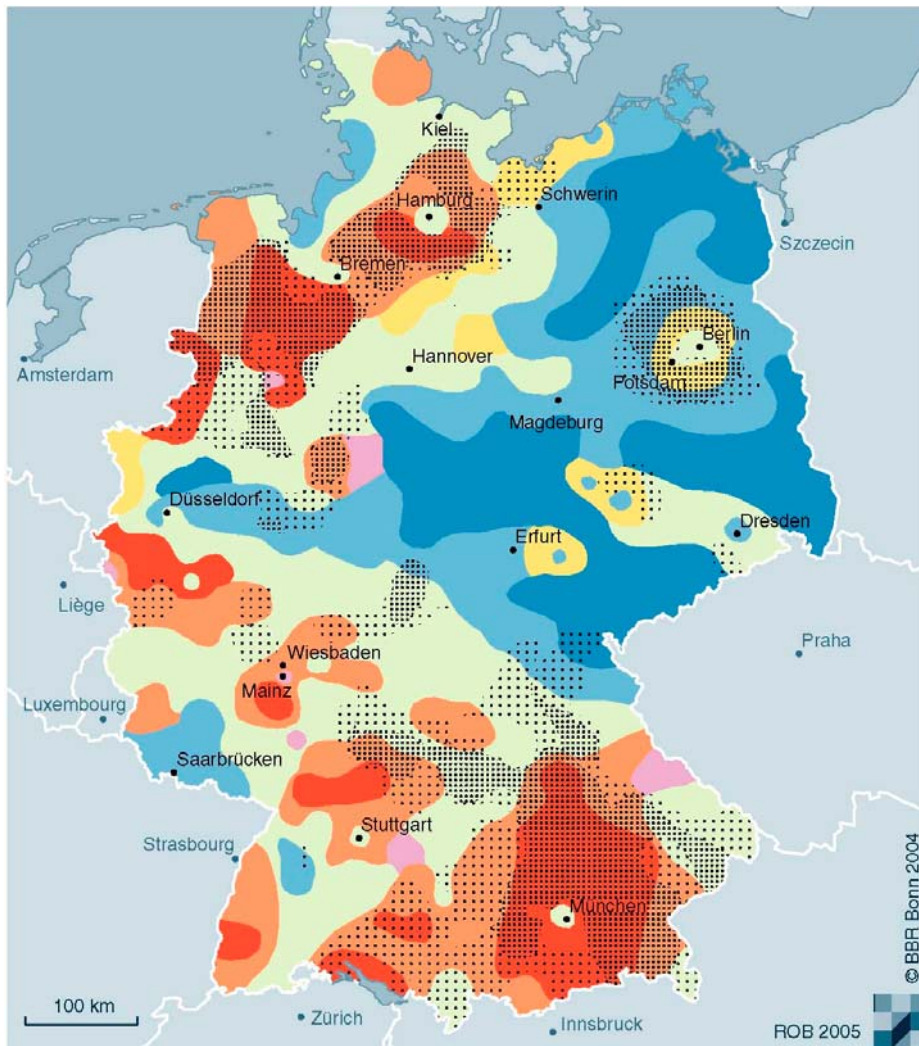 Kiel
Hamburg
Schwerin
Szczecin
Bremen
Berlin
Hannover
Amsterdam
Potsdam
Magdeburg
Düsseldorf
Dresden
Erfurt
Liège
Praha
Wiesbaden
Mainz
Luxembourg
Saarbrücken
Stuttgart
Strasbourg
München
100 km
Zürich
Innsbruck
ROB 2005
© BBR Bonn 2004